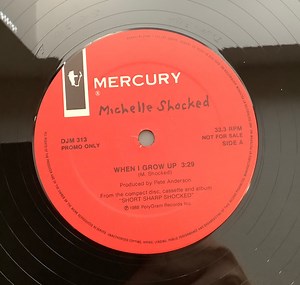 MERCURY
®
Michelle Shocked
DJM 313
PROMO ONLY
33.3 RPM
NOT FOR SALE
SIDE A
WHEN I GROW UP 3:29
(M. Shocked)
Produced by Pete Anderson
From the compact disc, cassette and album
"SHORT SHARP SHOCKED"
℗1988 PolyGram Records Inc.